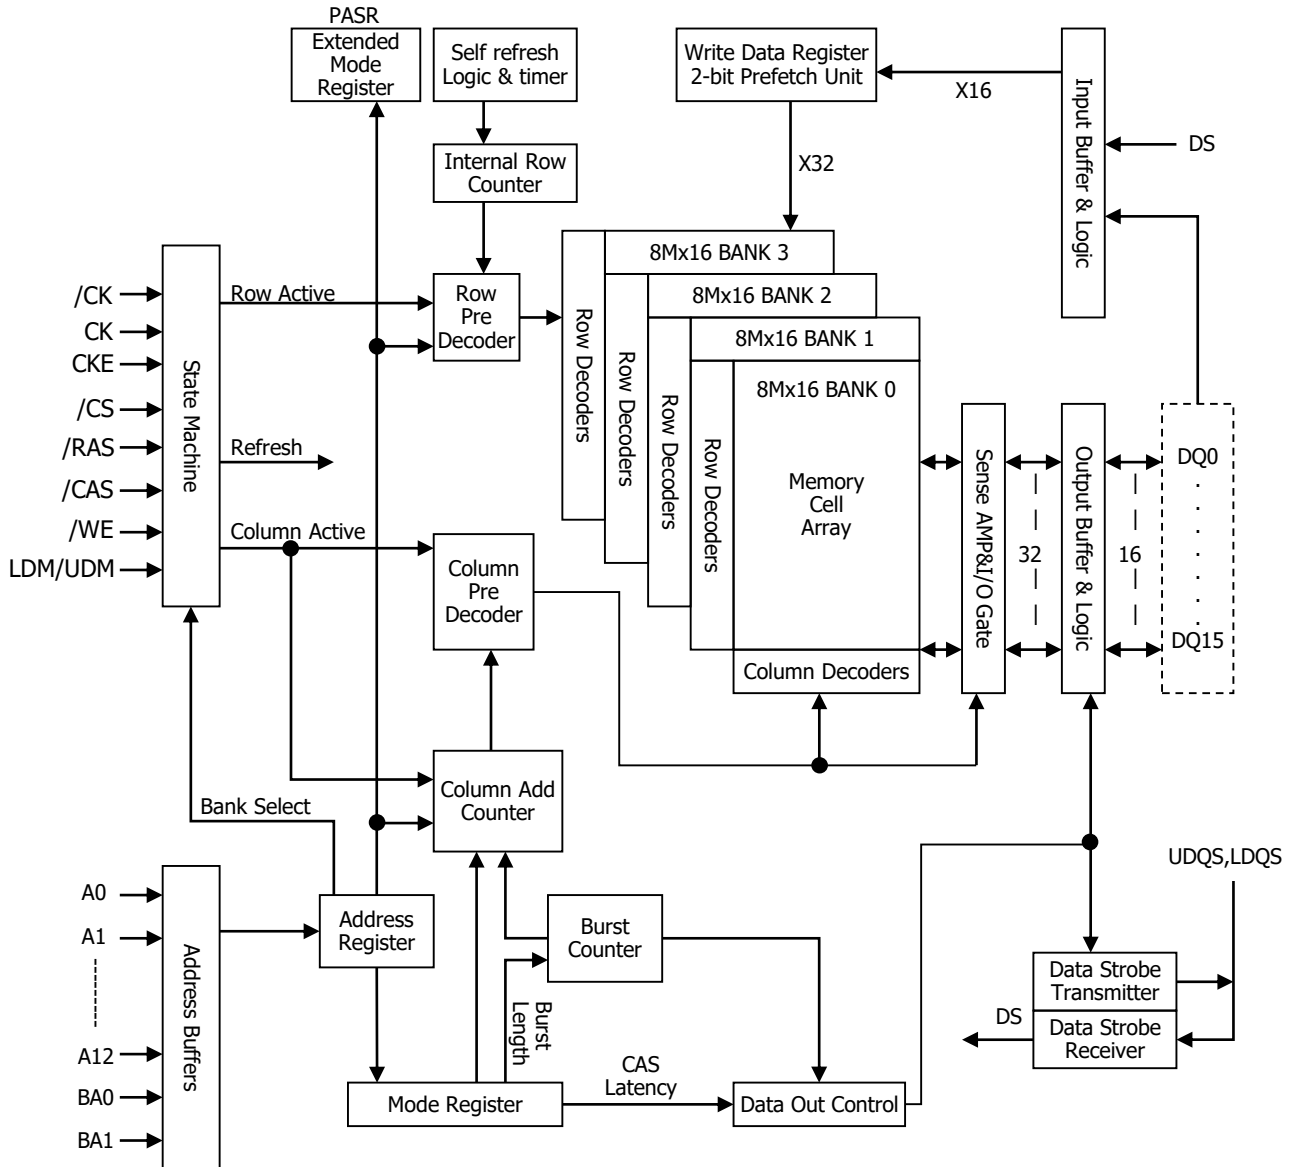 PASR
Extended
Mode
Register
Self refresh
Logic & timer
Write Data Register
2-bit Prefetch Unit
X16
Input Buffer & Logic
DS
Internal Row
Counter
X32
8Mx16 BANK 3
8Mx16 BANK 2
8Mx16 BANK 1
8Mx16 BANK 0
/CK
CK
CKE
/CS
/RAS
/CAS
/WE
LDM/UDM
State Machine
Row Active
Refresh
Column Active
Row
Pre
Decoder
Row Decoders
Row Decoders
Row Decoders
Row Decoders
Memory
Cell
Array
Sense AMP&I/O Gate
32
Output Buffer & Logic
16
DQ0
DQ15
Column
Pre
Decoder
Column Decoders
Column Add
Counter
Bank Select
UDQS,LDQS
A0
A1
A12
BA0
BA1
Address Buffers
Address
Register
Burst
Counter
Burst
Length
Data Strobe
Transmitter
DS
Data Strobe
Receiver
CAS
Latency
Mode Register
Data Out Control